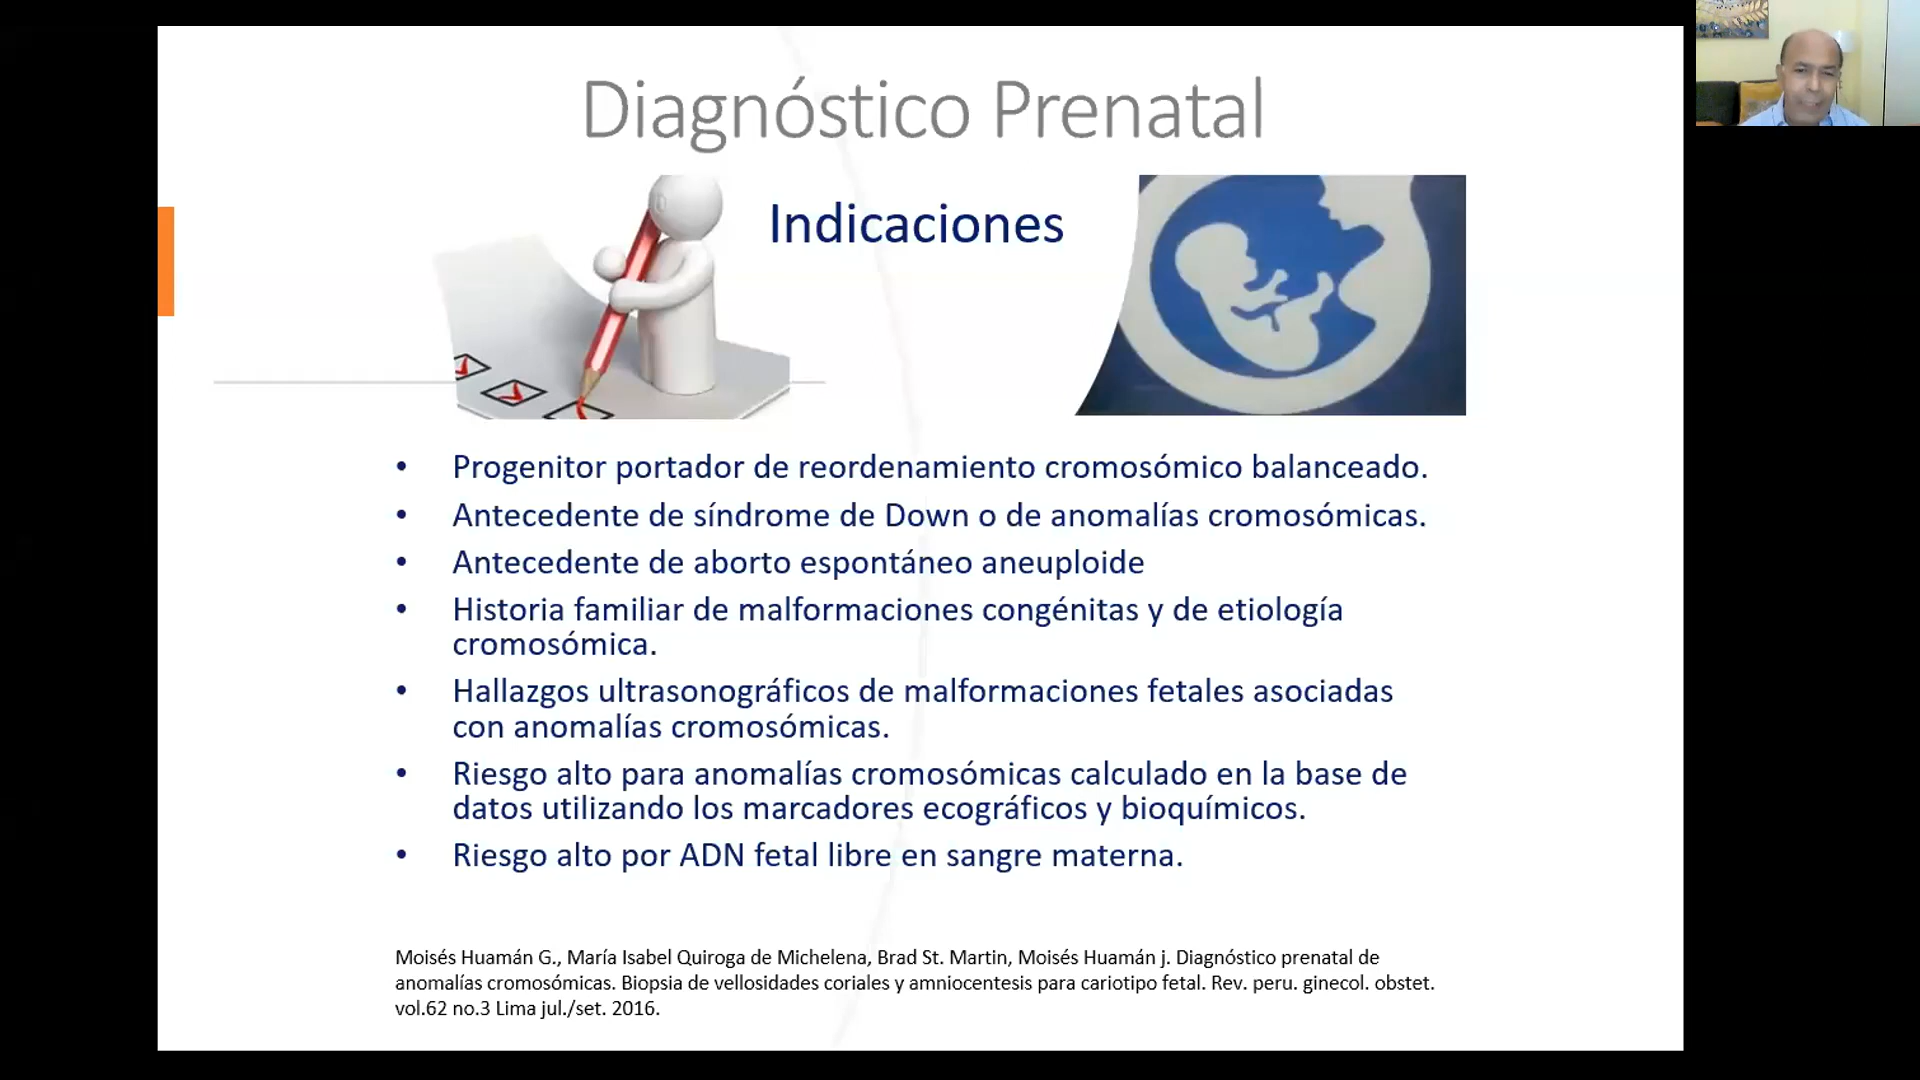 Diagnóstico Prenatal
Indicaciones
• Progenitor portador de reordenamiento cromosómico balanceado.
• Antecedente de síndrome de Down o de anomalías cromosómicas.
• Antecedente de aborto espontáneo aneuploide
• Historia familiar de malformaciones congénitas y de etiología
cromosómica.
• Hallazgos ultrasonográficos de malformaciones fetales asociadas
con anomalías cromosómicas.
• Riesgo alto para anomalías cromosómicas calculado en la base de
datos utilizando los marcadores ecográficos y bioquímicos.
• Riesgo alto por ADN fetal libre en sangre materna.
Moisés Huamán G., María Isabel Quiroga de Michelena, Brad St. Martin, Moisés Huamán j. Diagnóstico prenatal de
anomalías cromosómicas. Biopsia de vellosidades coriales y amniocentesis para cariotipo fetal. Rev. peru. ginecol. obstet.
vol.62 no.3 Lima jul./set. 2016.